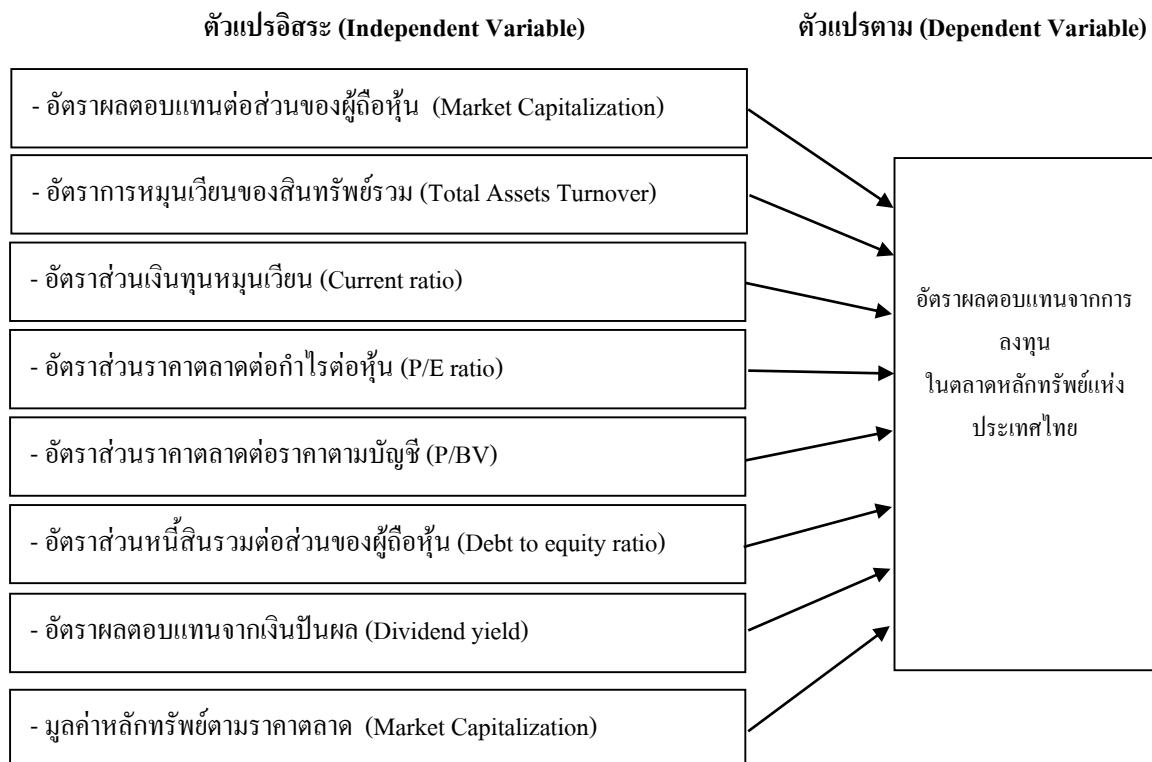 ตัวแปรอิสระ (Independent Variable)
ตัวแปรตาม (Dependent Variable)
- อัตราผลตอบแทนต่อส่วนของผู้ถือหุ้น (Market Capitalization)
- อัตราการหมุนเวียนของสินทรัพย์รวม (Total Assets Turnover)
- อัตราส่วนเงินทุนหมุนเวียน (Current ratio)
- อัตราส่วนราคาตลาดต่อกำไรต่อหุ้น (P/E ratio)
- อัตราส่วนราคาตลาดต่อราคาตามบัญชี (P/BV)
- อัตราส่วนหนี้สินรวมต่อส่วนของผู้ถือหุ้น (Debt to equity ratio)
- อัตราผลตอบแทนจากเงินปันผล (Dividend yield)
- มูลค่าหลักทรัพย์ตามราคาตลาด (Market Capitalization)
อัตราผลตอบแทนจากการ
ลงทุน
ในตลาดหลักทรัพย์แห่ง
ประเทศไทย